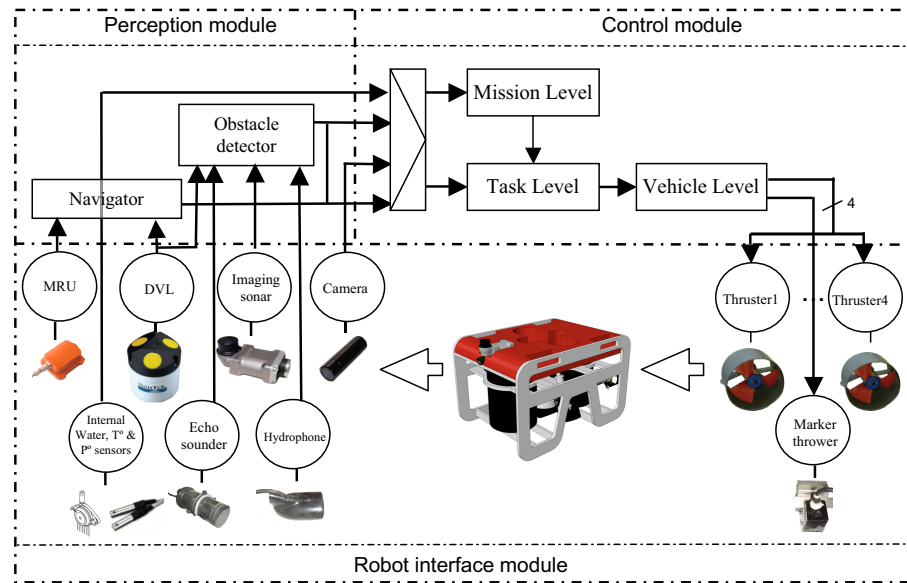 Perception module
Control module
Mission Level
Obstacle
detector
Task Level
Vehicle Level
Navigator
4
MRU
DVL
Imaging
sonar
Camera
Thruster1
...
Thruster4
Internal
Water, Tº &
Pº sensors
Echo
sounder
Hydrophone
Marker
thrower
Robot interface module